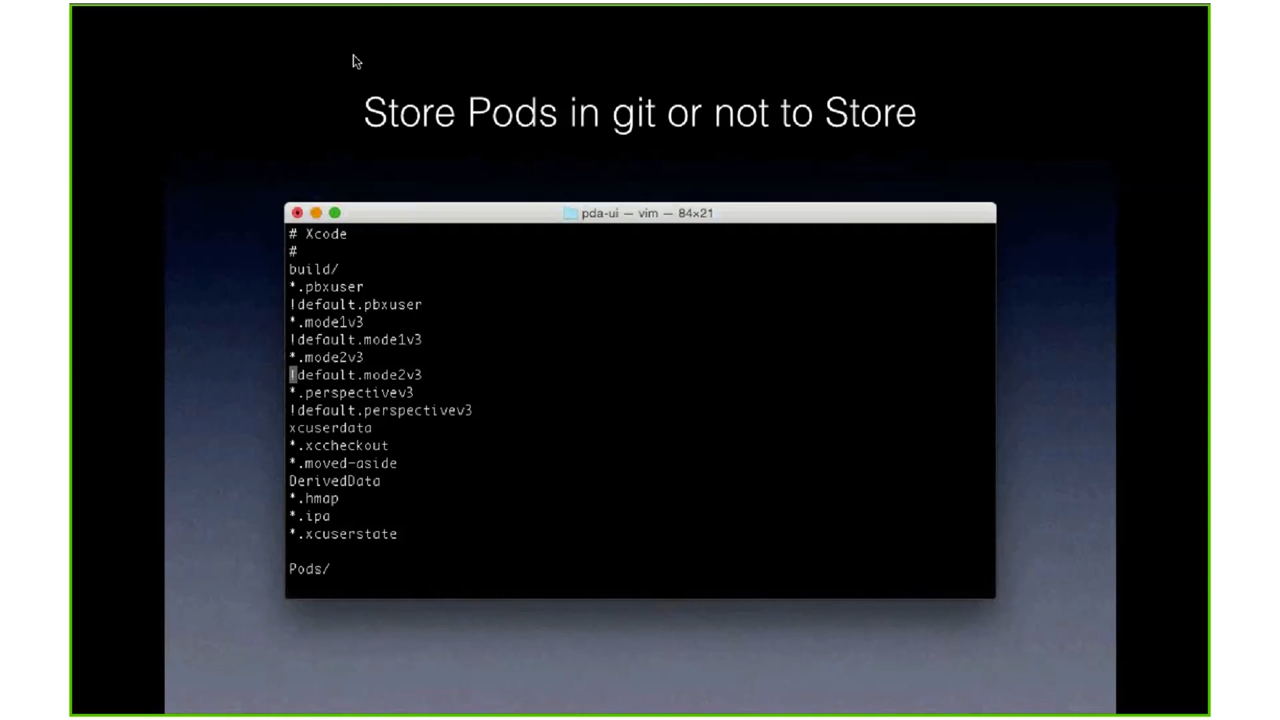 Store Pods in git or not to Store
pda-ui — vim — 84×21
# Xcode
#
build/
*.pbxuser
!default.pbxuser
*.mode1v3
!default.mode1v3
*.mode2v3
!default.mode2v3
*.perspectivev3
!default.perspectivev3
xcuserdata
*.xccheckout
*.moved-aside
DerivedData
*.hmap
*.ipa
*.xcuserstate
Pods/